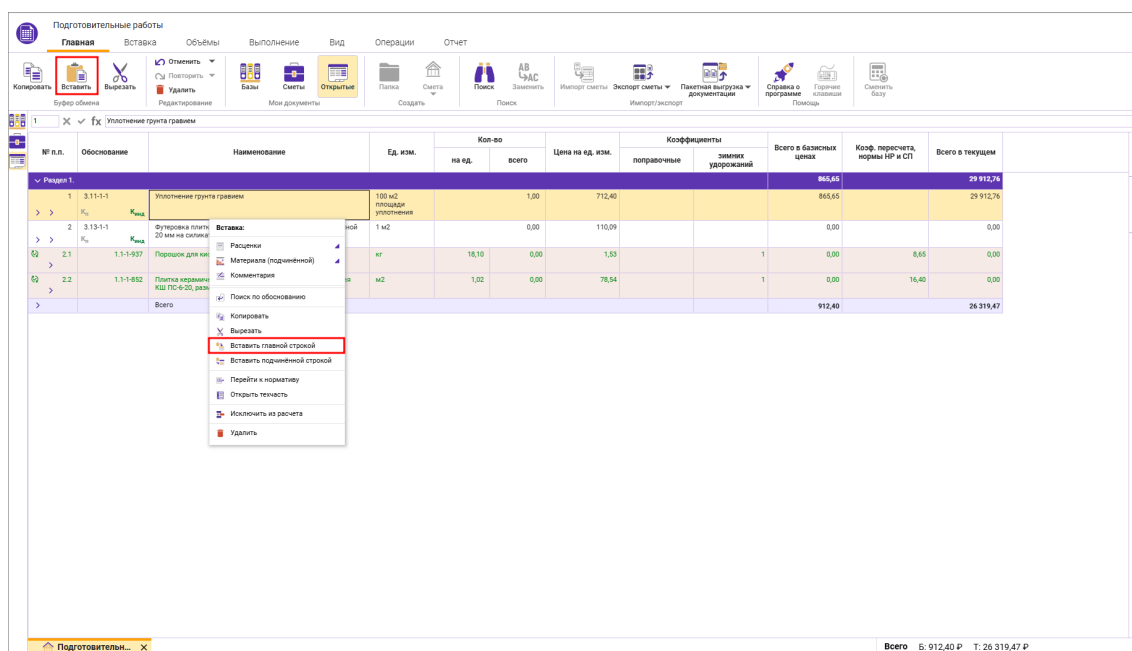 Подготовительные работы
Главная Вставка Объёмы Выполнение Вид Операции Отчет
Копировать Вставить Вырезать
Отменить
Повторить
Удалить
Базы Сметы Открытые Папка Смета Поиск Заменить Импорт сметы Экспорт сметы Пакетная выгрузка документации Справка о программе Горячие клавиши Сменить базу
Буфер обмена Редактирование Мои документы Создать Поиск Импорт/экспорт Помощь
1 fx Уплотнение грунта гравием
№ п.п. Обоснование Наименование Ед. изм. Кол-во Цена на ед. изм. Коэффициенты Всего в базисных ценах Коэф. пересчета, нормы НР и СП Всего в текущем
на ед. всего поправочные зимних удорожаний
Раздел 1. 865,65 29 912,76
1 3.11-1-1 Уплотнение грунта гравием 100 м2 площади уплотнения 1,00 712,40 865,65 29 912,76
Кинд
2 3.13-1-1 Футеровка плитк ной 1 м2 0,00 110,09 0,00 0,00
20 мм на силика
Кинд
2.1 1.1-1-937 Порошок для ки кг 18,10 0,00 1,53 1 0,00 8,65 0,00
2.2 1.1-1-852 Плитка керамич я м2 1,02 0,00 78,54 1 0,00 16,40 0,00
КШ ПС-6-20, разм
Всего 912,40 26 319,47
Вставка:
Расценки
Материала (подчинённой)
Комментария
Поиск по обоснованию
Копировать
Вырезать
Вставить главной строкой
Вставить подчинённой строкой
Перейти к нормативу
Открыть техчасть
Исключить из расчета
Удалить
Подготовительн... X
Всего Б: 912,40 ₽ Т: 26 319,47 ₽